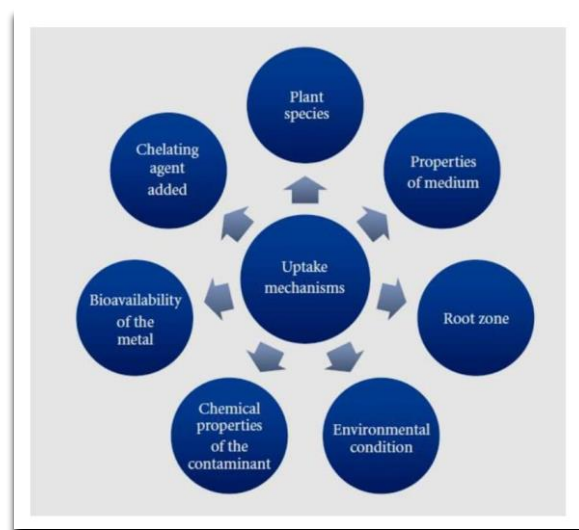 Plant
species
Properties
of medium
Root zone
Environmental
condition
Chemical
properties
of the
contaminant
Bioavailability
of the
metal
Chelating
agent
added
Uptake
mechanisms